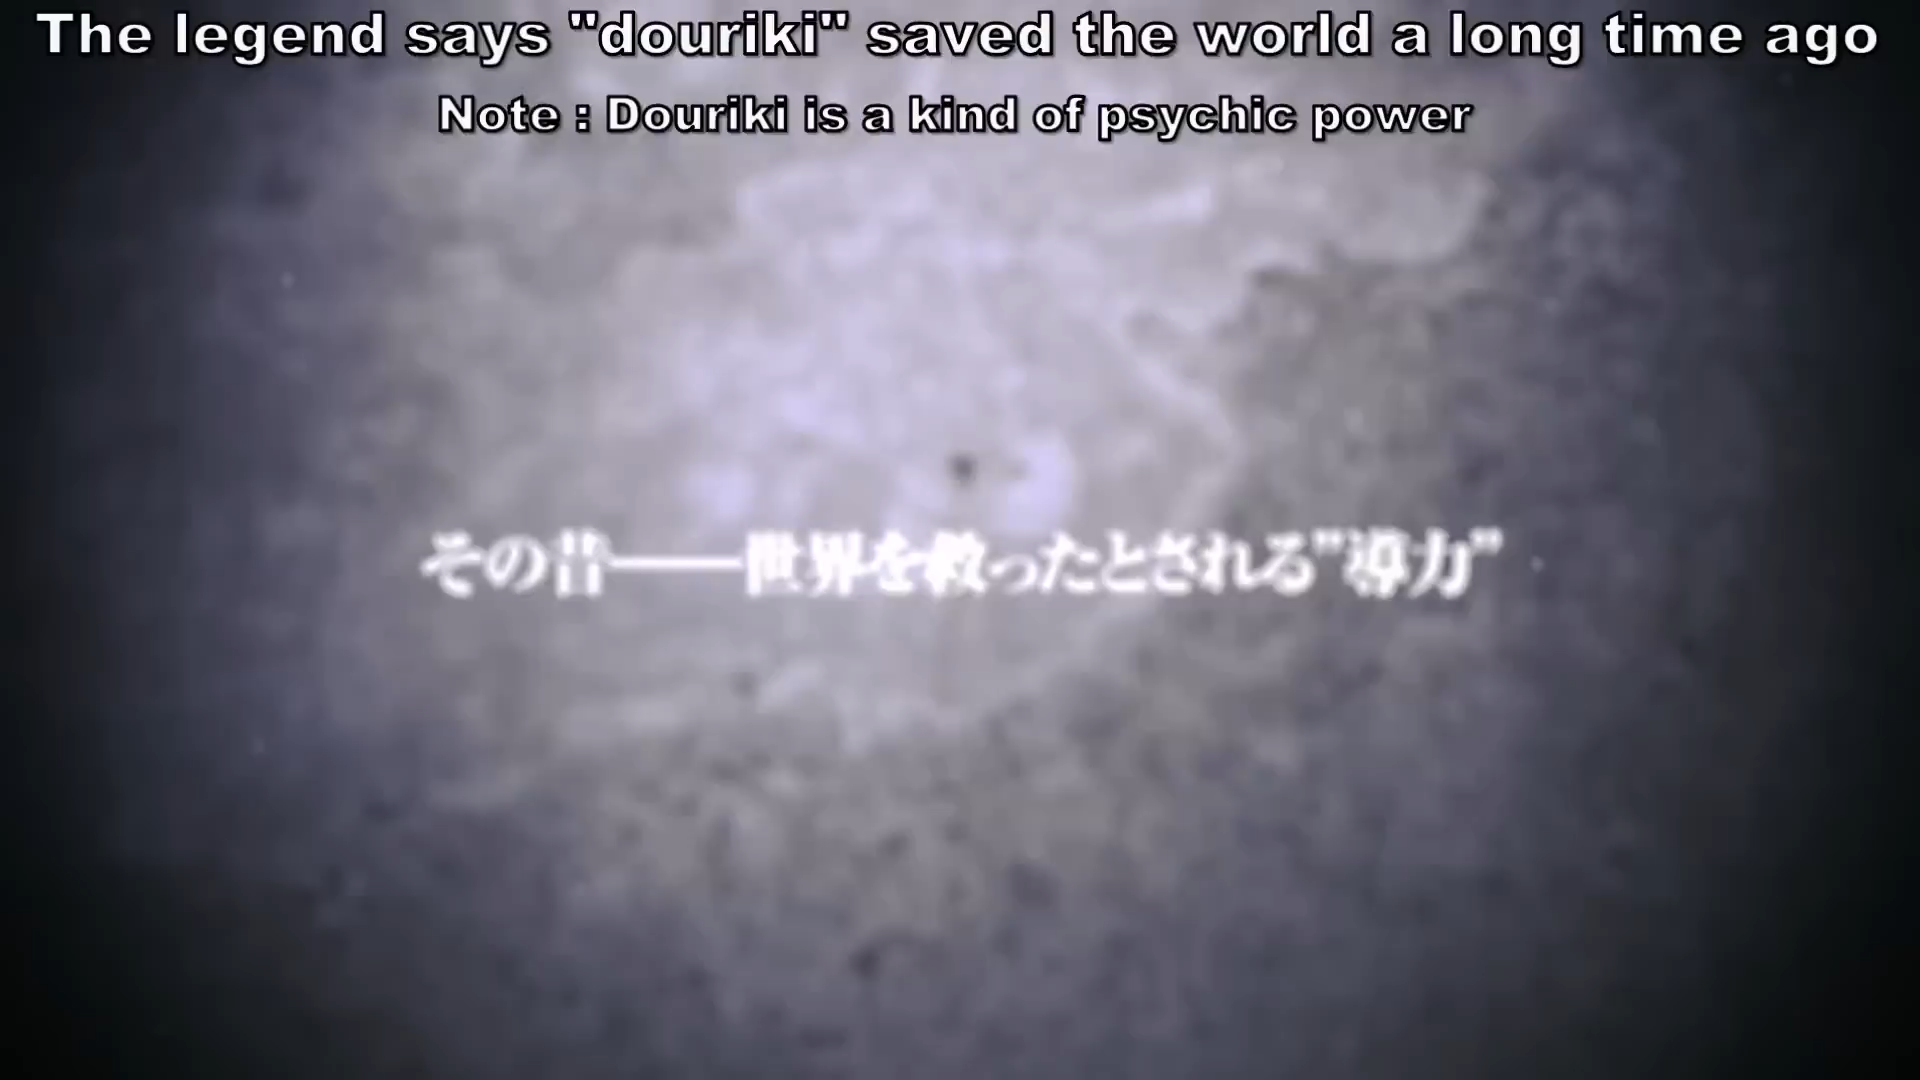 The legend says "douriki" saved the world a long time ago
Note : Douriki is a kind of psychic power
その昔――世界を救ったとされる"導力"